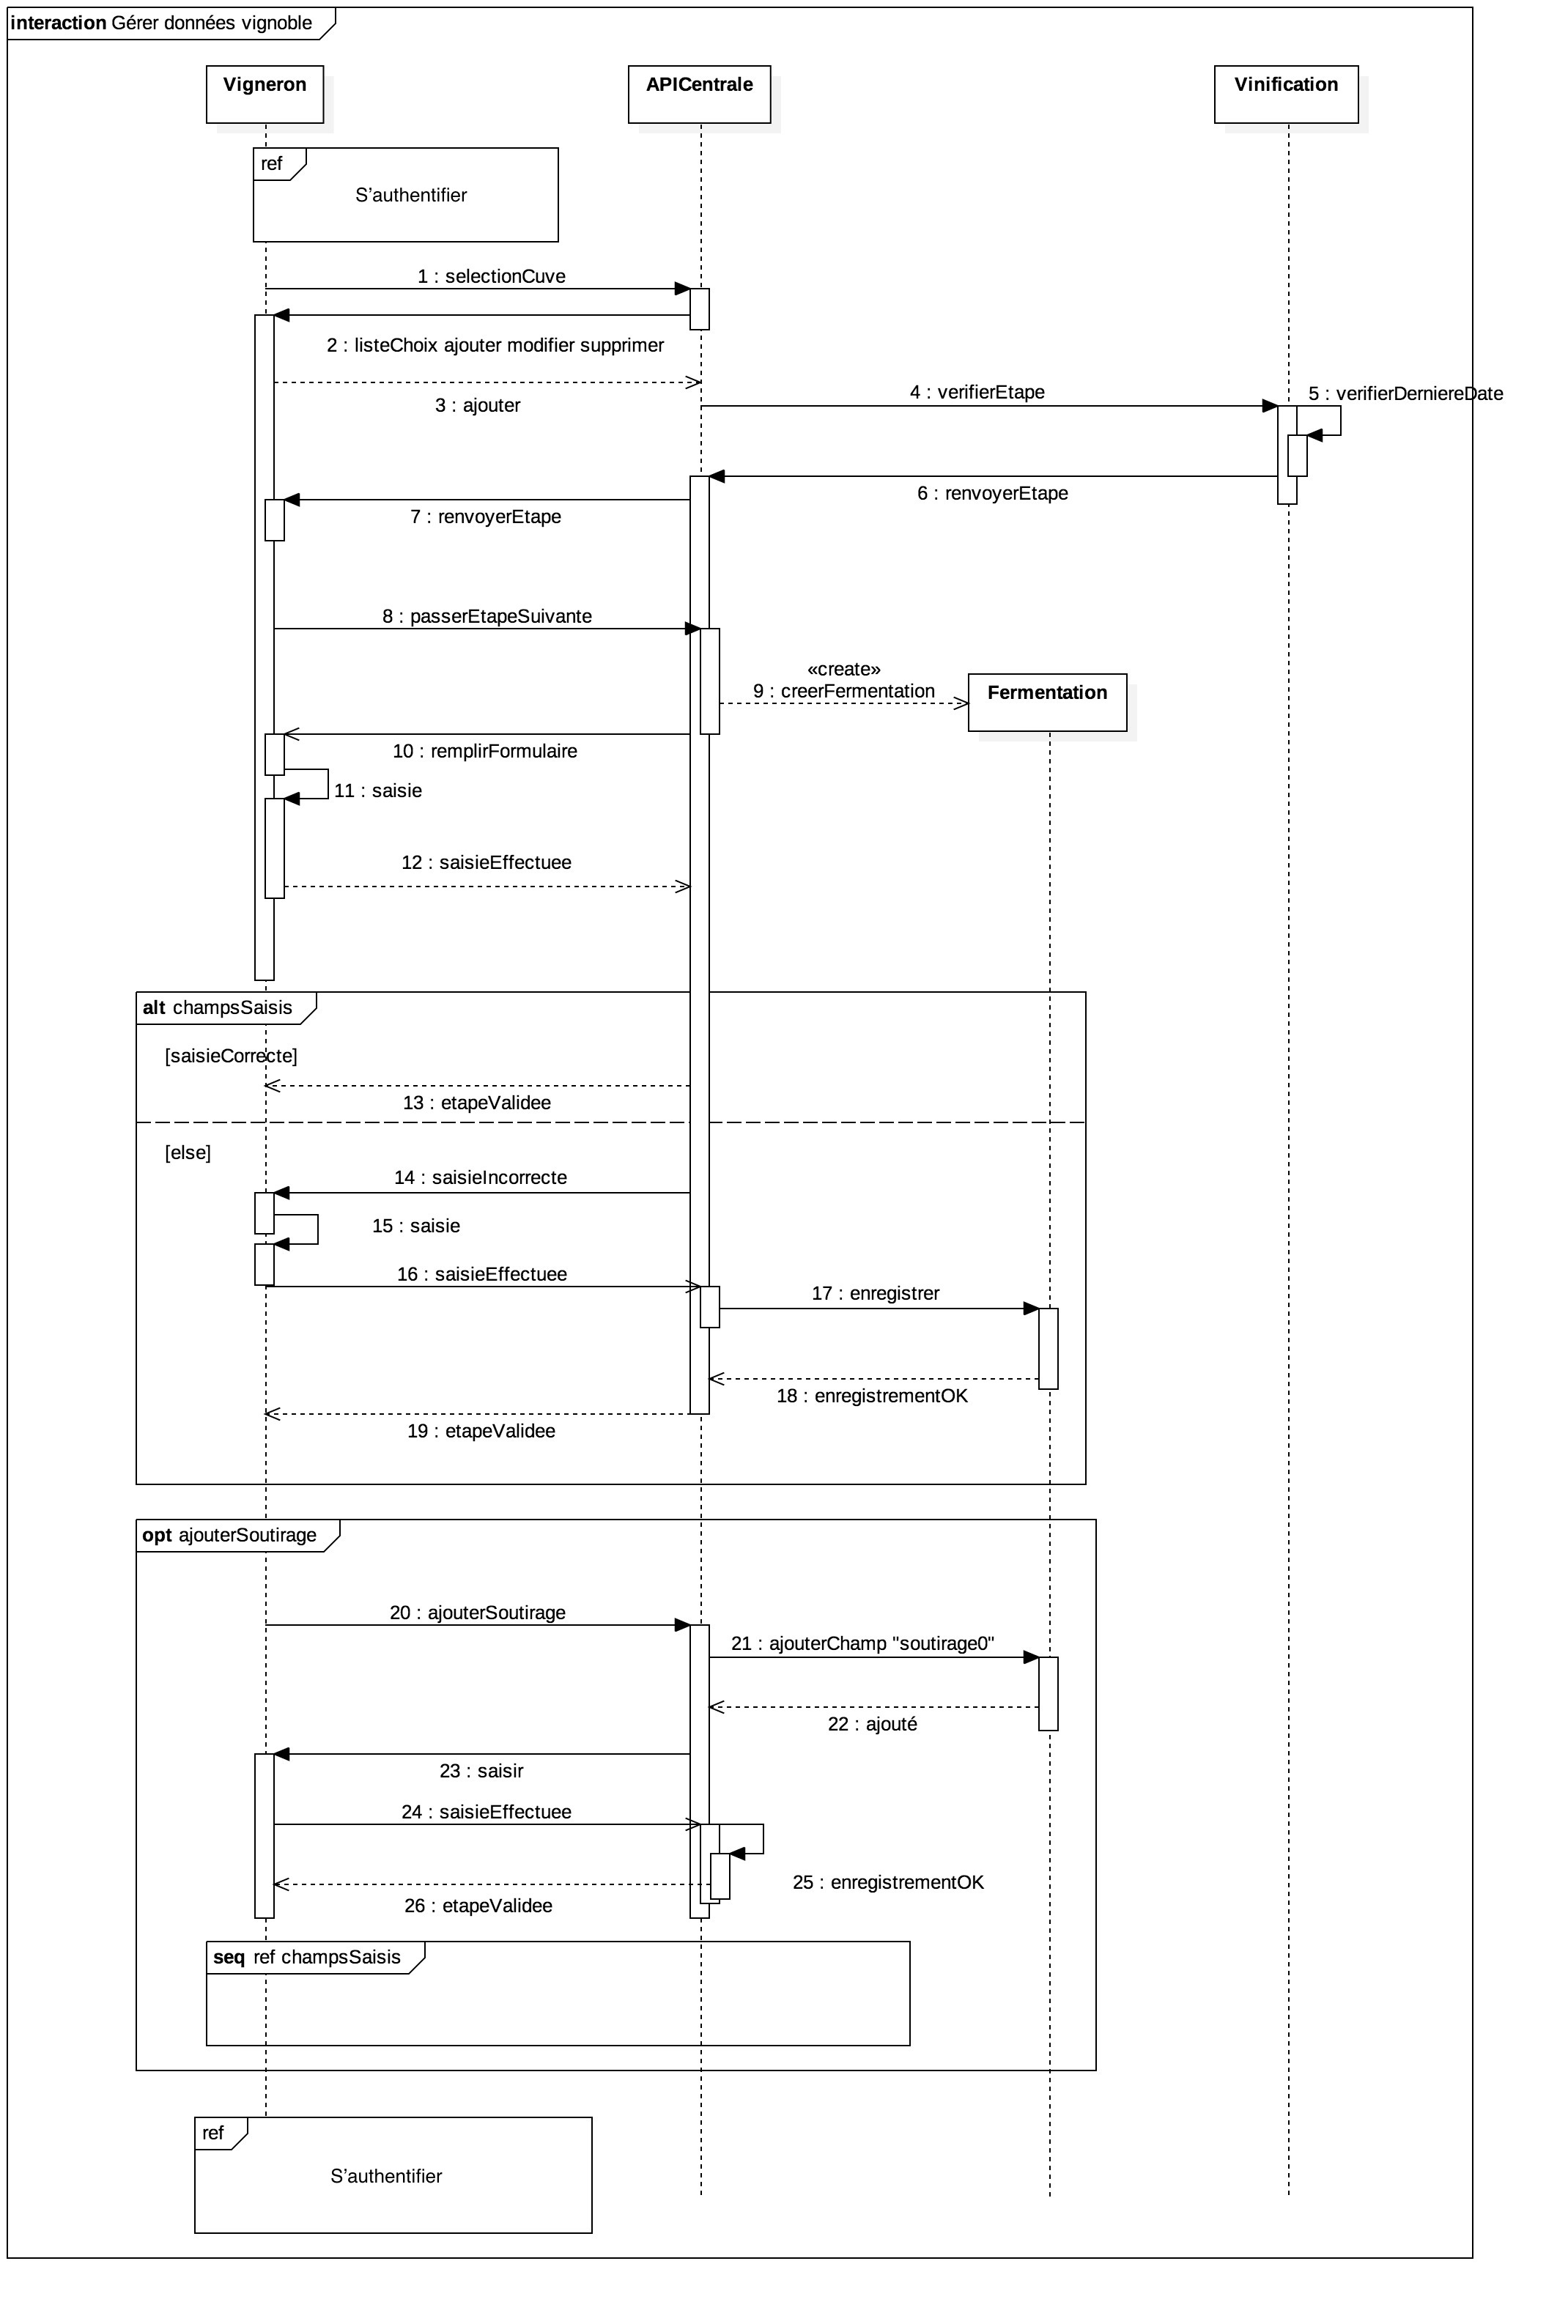 interaction Gérer données vignoble
Vigneron
APICentrale
Vinification
ref
S'authentifier
1 : selectionCuve
2 : listeChoix ajouter modifier supprimer
3 : ajouter
4 : verifierEtape
5 : verifierDerniereDate
6 : renvoyerEtape
7 : renvoyerEtape
8 : passerEtapeSuivante
«create»
9 : creerFermentation
Fermentation
10 : remplirFormulaire
11 : saisie
12 : saisieEffectuee
alt champsSaisis
[saisieCorrecte]
13 : etapeValidee
[else]
14 : saisieIncorrecte
15 : saisie
16 : saisieEffectuee
17 : enregistrer
18 : enregistrementOK
19 : etapeValidee
opt ajouterSoutirage
20 : ajouterSoutirage
21 : ajouterChamp "soutirage0"
22 : ajouté
23 : saisir
24 : saisieEffectuee
25 : enregistrementOK
26 : etapeValidee
seq ref champsSaisis
ref
S'authentifier